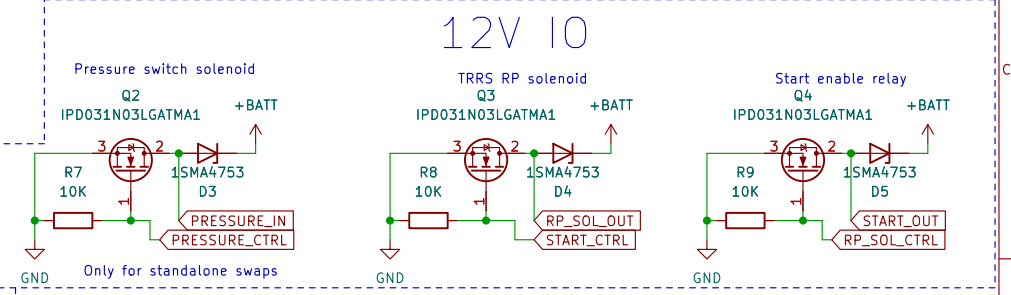 12V IO
Pressure switch solenoid
Q2
IPD031N03LGATMA1
+BATT
3
2
1
R7
10K
1SMA4753
D3
PRESSURE_IN
PRESSURE_CTRL
GND
Only for standalone swaps
TRRS RP solenoid
Q3
IPD031N03LGATMA1
+BATT
3
2
1
R8
10K
1SMA4753
D4
RP_SOL_OUT
START_CTRL
GND
Start enable relay
Q4
IPD031N03LGATMA1
+BATT
3
2
1
R9
10K
1SMA4753
D5
START_OUT
RP_SOL_CTRL
GND